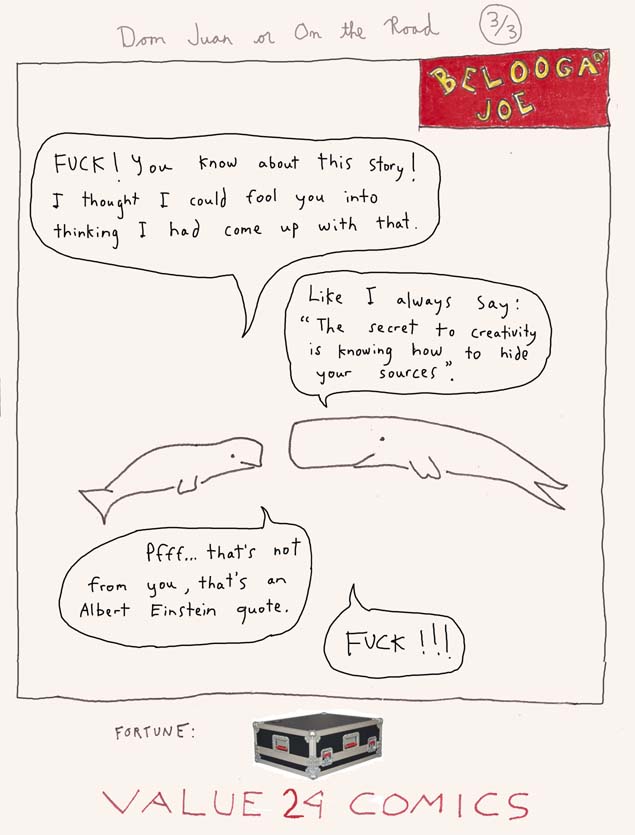 Dom Juan or On the Road 3/3
BELOOGA
JOE
FUCK! You know about this story!
I thought I could fool you into
thinking I had come up with that.
Like I always say:
"The secret to creativity
is knowing how to hide
your sources".
Pfff... that's not
from you, that's an
Albert Einstein quote.
FUCK !!!
FORTUNE:
VALUE 24 COMICS